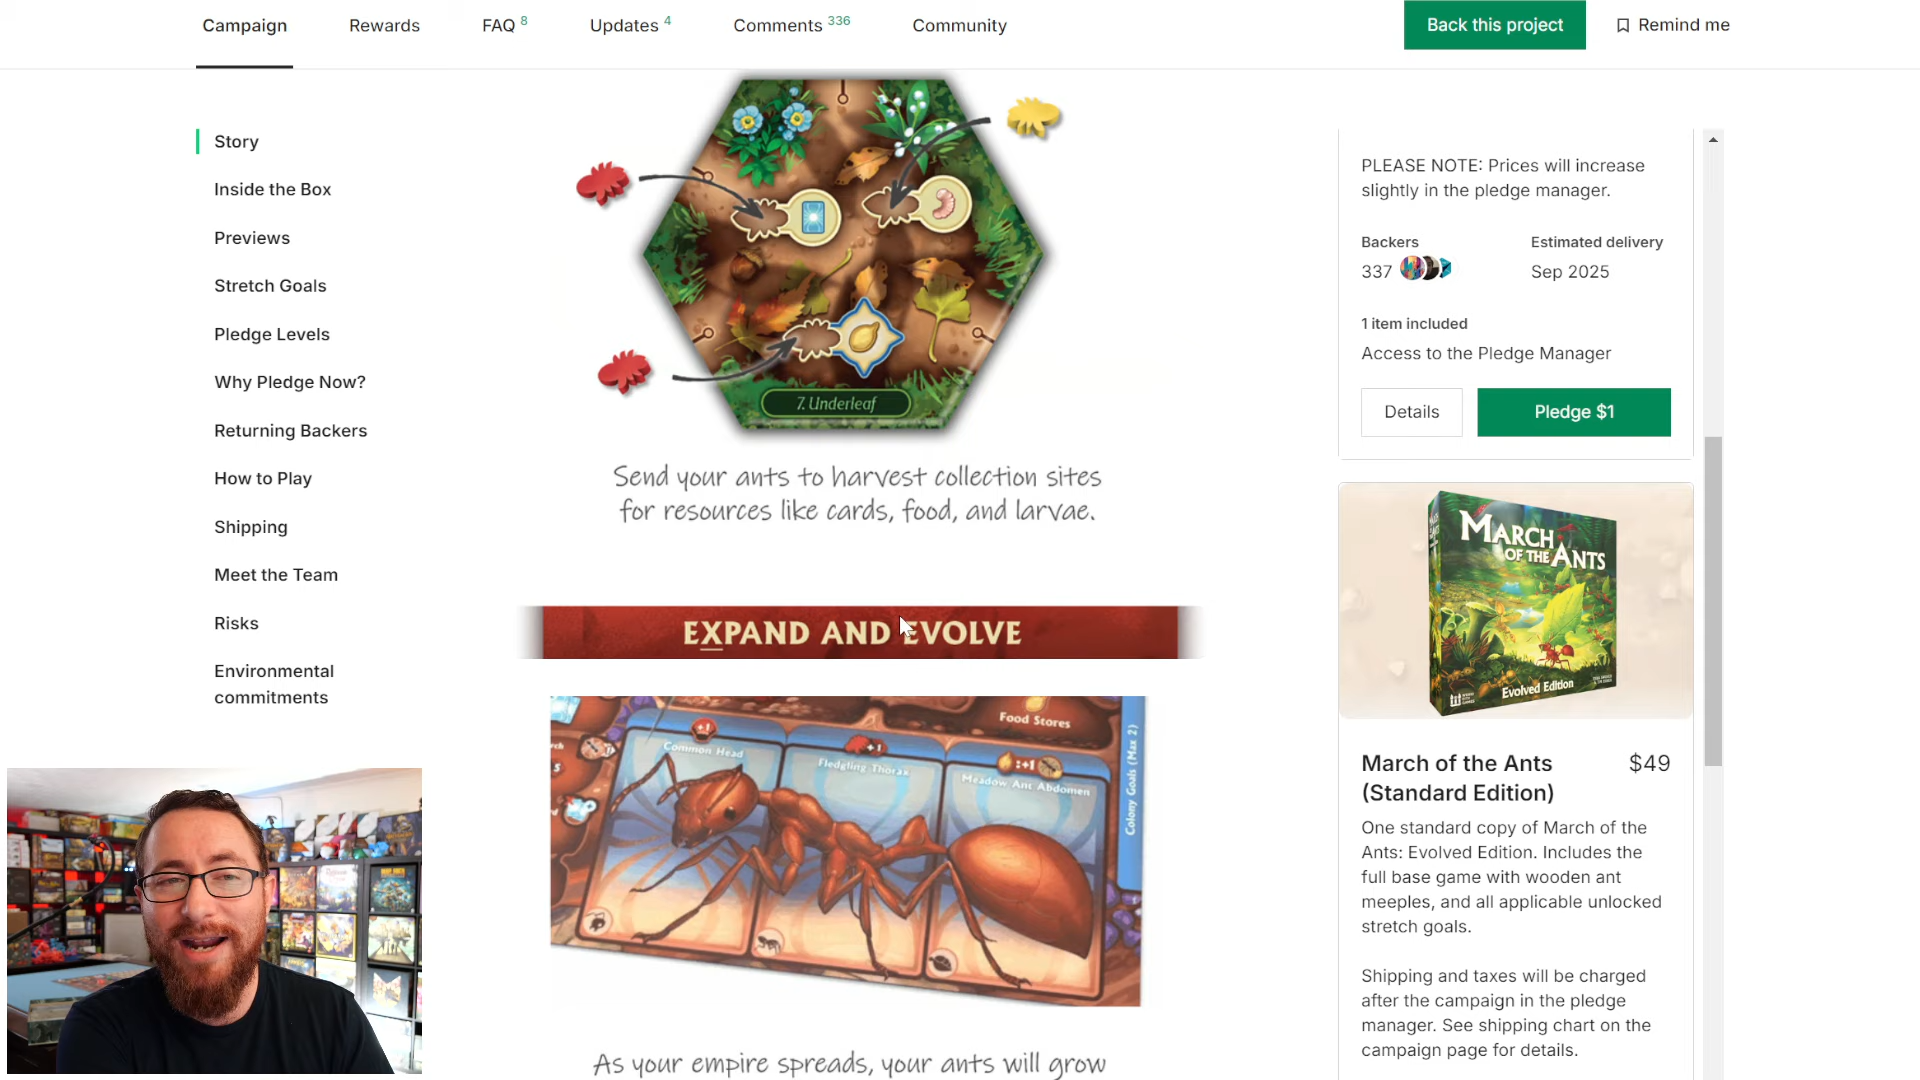 Campaign
Rewards
FAQ 8
Updates 4
Comments 336
Community
Back this project
Remind me
Story
Inside the Box
Previews
Stretch Goals
Pledge Levels
Why Pledge Now?
Returning Backers
How to Play
Shipping
Meet the Team
Risks
Environmental
commitments
7. Underleaf
Send your ants to harvest collection sites
for resources like cards, food, and larvae.
EXPAND AND EVOLVE
Food Stores
Common Head
Fledgling Thorax
Meadow Ant Abdomen
+1
+1
:+1
Colony Goals (Max 2)
5
As your empire spreads, your ants will grow
PLEASE NOTE: Prices will increase
slightly in the pledge manager.
Backers
337
Estimated delivery
Sep 2025
1 item included
Access to the Pledge Manager
Details
Pledge $1
MARCH
OF THE ANTS
Evolved Edition
March of the Ants
(Standard Edition)
$49
One standard copy of March of the
Ants: Evolved Edition. Includes the
full base game with wooden ant
meeples, and all applicable unlocked
stretch goals.
Shipping and taxes will be charged
after the campaign in the pledge
manager. See shipping chart on the
campaign page for details.